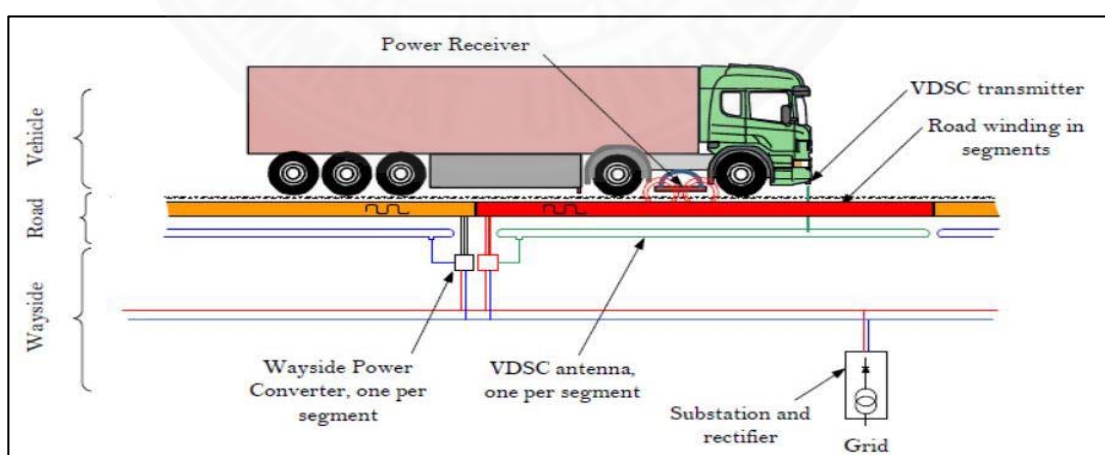 Power Receiver
VDSC transmitter
Road winding in
segments
Vehicle
Road
Wayside
Wayside Power
Converter, one per
segment
VDSC antenna,
one per segment
Substation and
rectifier
Grid